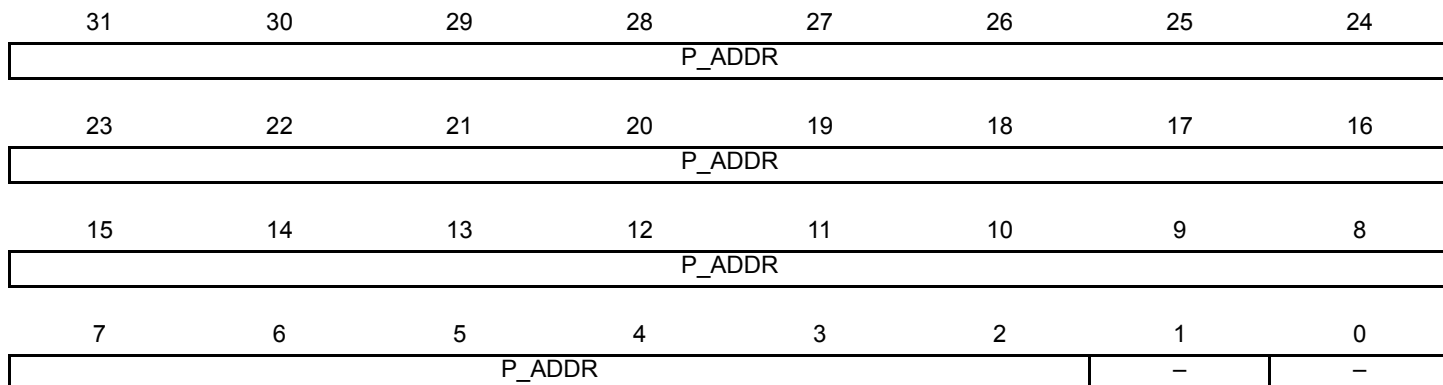 31 30 29 28 27 26 25 24
P_ADDR
23 22 21 20 19 18 17 16
P_ADDR
15 14 13 12 11 10 9 8
P_ADDR
7 6 5 4 3 2 1 0
P_ADDR – –